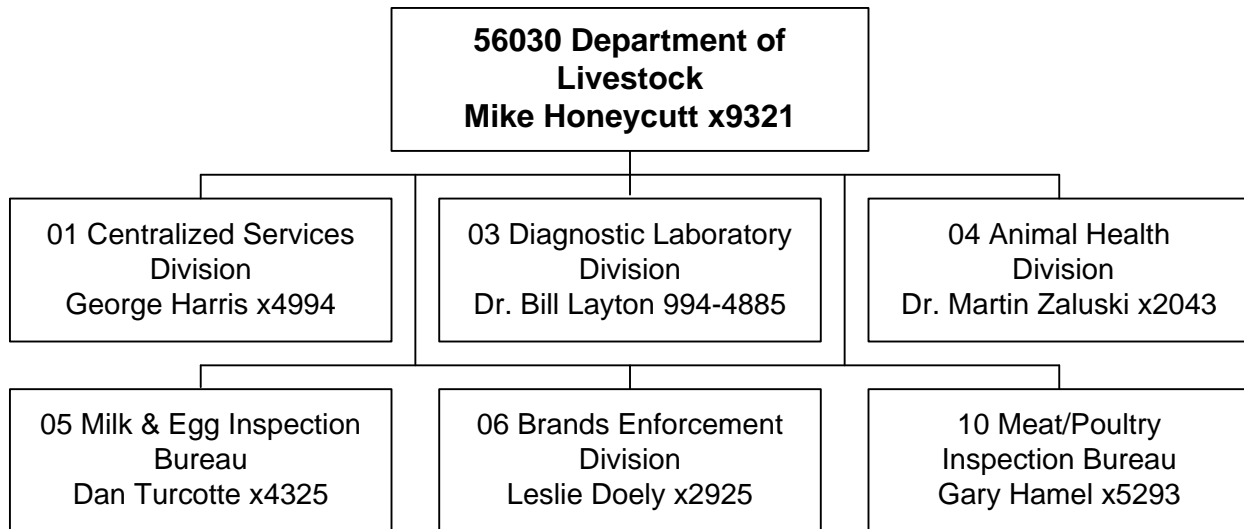 56030 Department of
Livestock
Mike Honeycutt x9321
01 Centralized Services
Division
George Harris x4994
03 Diagnostic Laboratory
Division
Dr. Bill Layton 994-4885
04 Animal Health
Division
Dr. Martin Zaluski x2043
05 Milk & Egg Inspection
Bureau
Dan Turcotte x4325
06 Brands Enforcement
Division
Leslie Doely x2925
10 Meat/Poultry
Inspection Bureau
Gary Hamel x5293